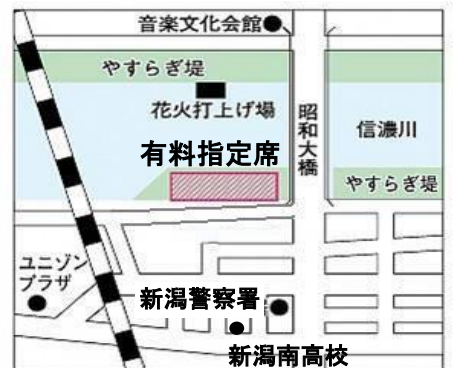 音楽文化会館
やすらぎ堤
花火打上げ場
昭和大橋
信濃川
有料指定席
やすらぎ堤
ユニゾン
プラザ
新潟警察署
新潟南高校